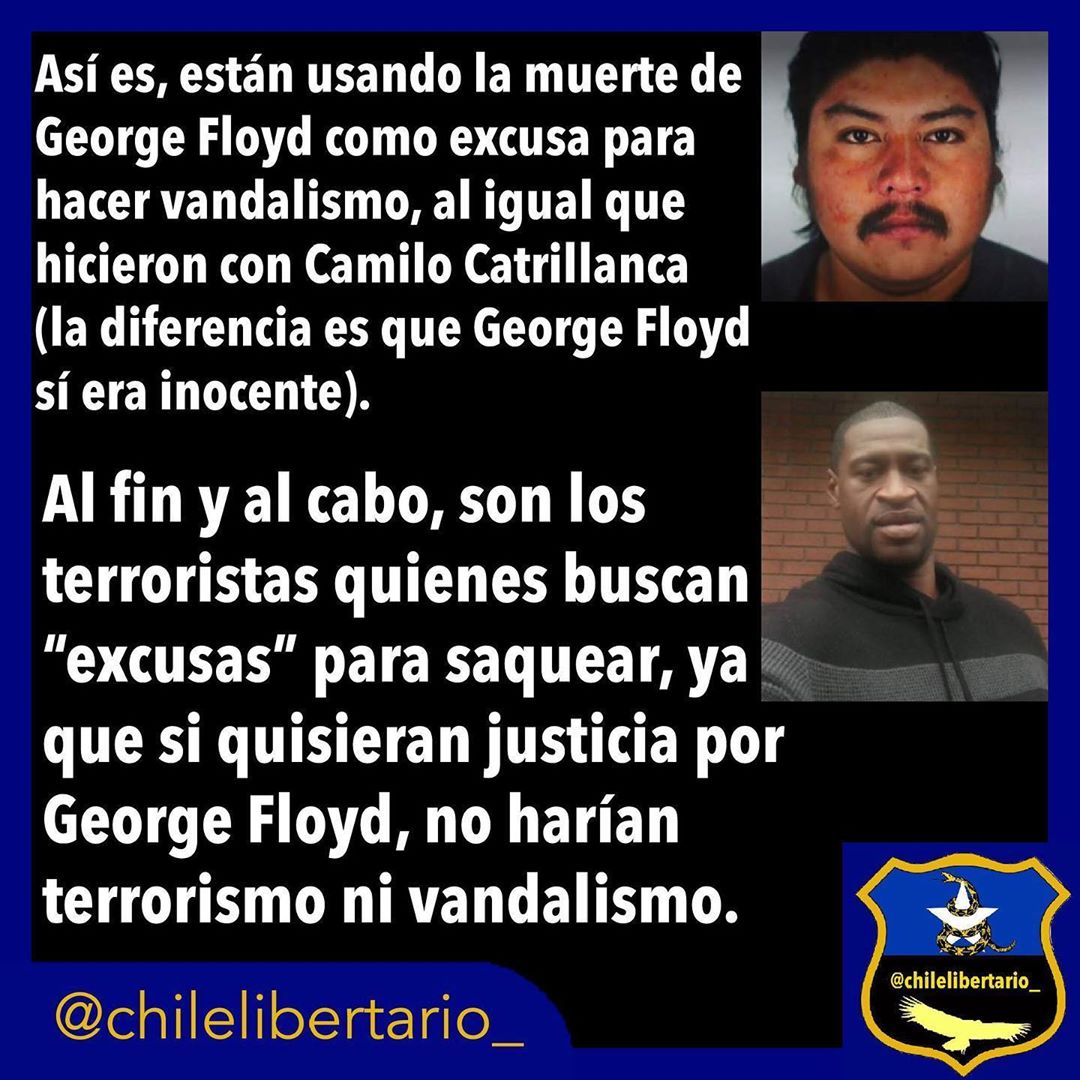 Así es, están usando la muerte de
George Floyd como excusa para
hacer vandalismo, al igual que
hicieron con Camilo Catrillanca
(la diferencia es que George Floyd
sí era inocente).
Al fin y al cabo, son los
terroristas quienes buscan
“excusas” para saquear, ya
que si quisieran justicia por
George Floyd, no harían
terrorismo ni vandalismo.
@chilelibertario_
@chilelibertario_